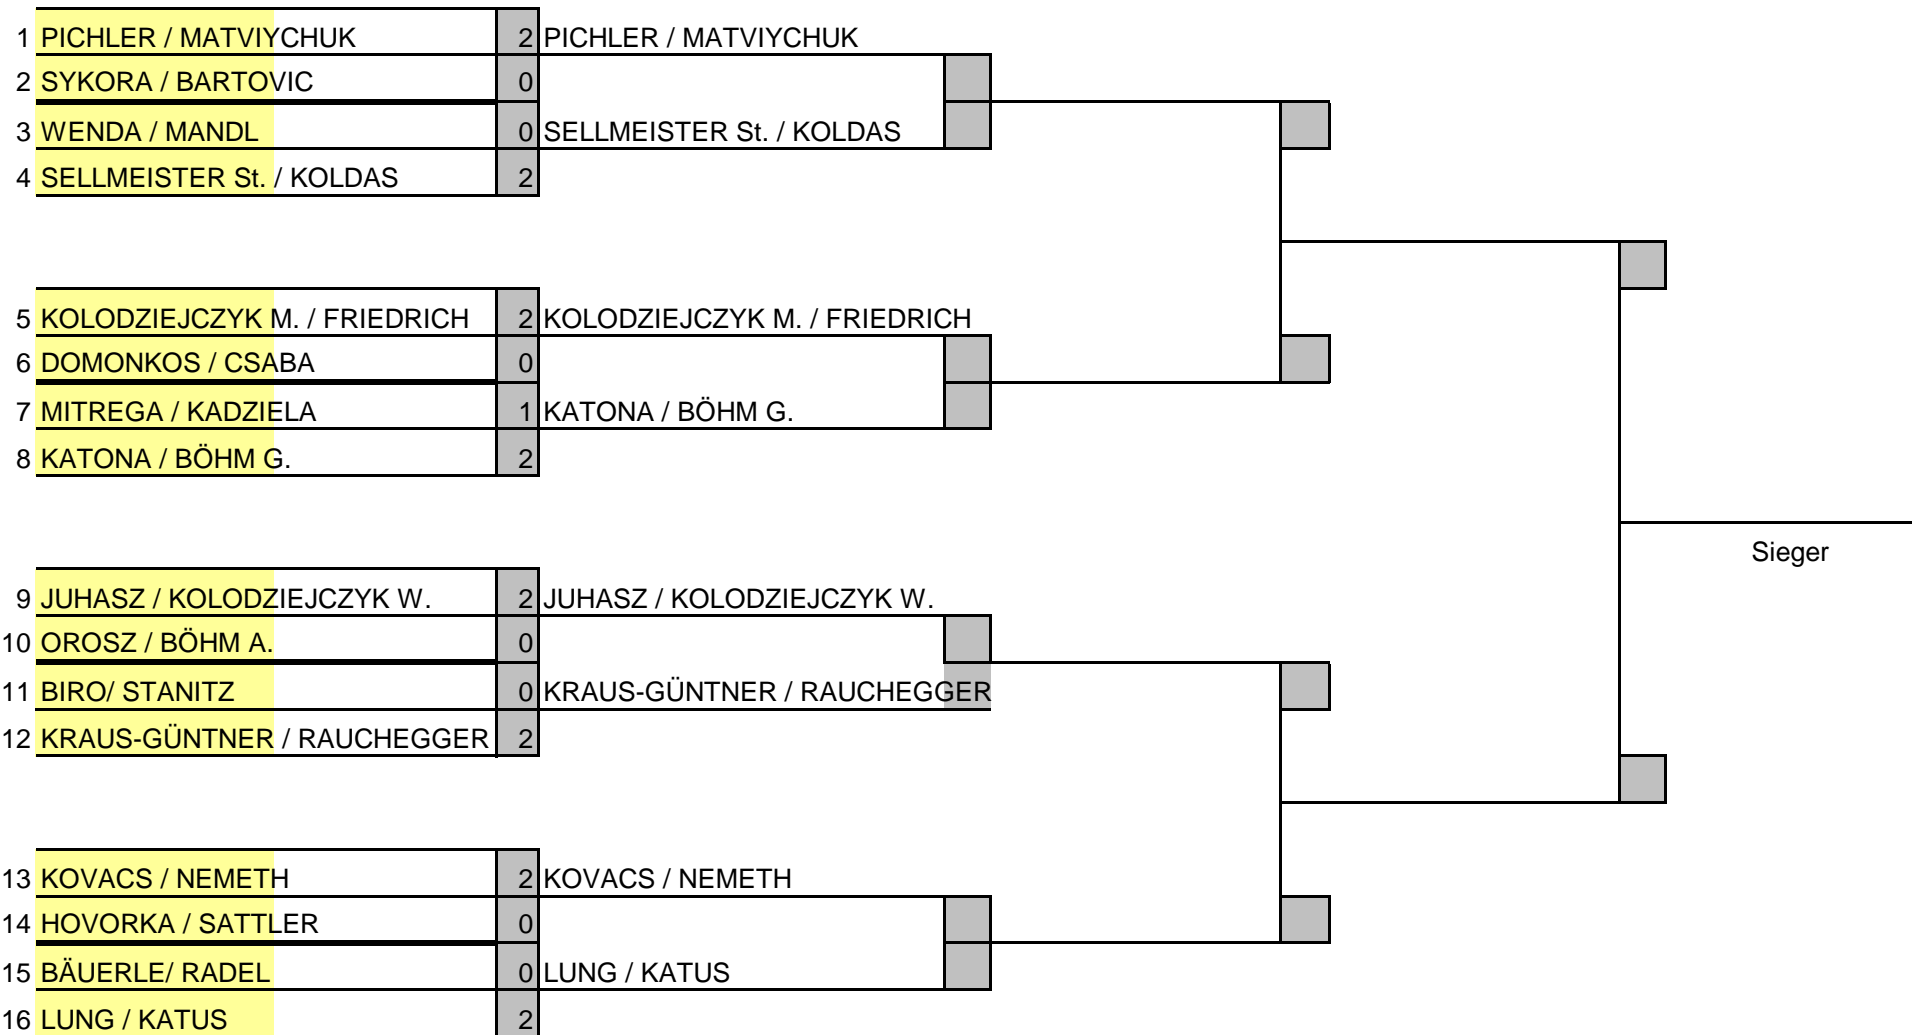 1 PICHLER / MATVIYCHUK 2 PICHLER / MATVIYCHUK
2 SYKORA / BARTOVIC 0
3 WENDA / MANDL 0 SELLMEISTER St. / KOLDAS
4 SELLMEISTER St. / KOLDAS 2
5 KOLODZIEJCZYK M. / FRIEDRICH 2 KOLODZIEJCZYK M. / FRIEDRICH
6 DOMONKOS / CSABA 0
7 MITREGA / KADZIELA 1 KATONA / BÖHM G.
8 KATONA / BÖHM G. 2
Sieger
9 JUHASZ / KOLODZIEJCZYK W. 2 JUHASZ / KOLODZIEJCZYK W.
10 OROSZ / BÖHM A. 0
11 BIRO/ STANITZ 0 KRAUS-GÜNTNER / RAUCHEGGER
12 KRAUS-GÜNTNER / RAUCHEGGER 2
13 KOVACS / NEMETH 2 KOVACS / NEMETH
14 HOVORKA / SATTLER 0
15 BÄUERLE/ RADEL 0 LUNG / KATUS
16 LUNG / KATUS 2